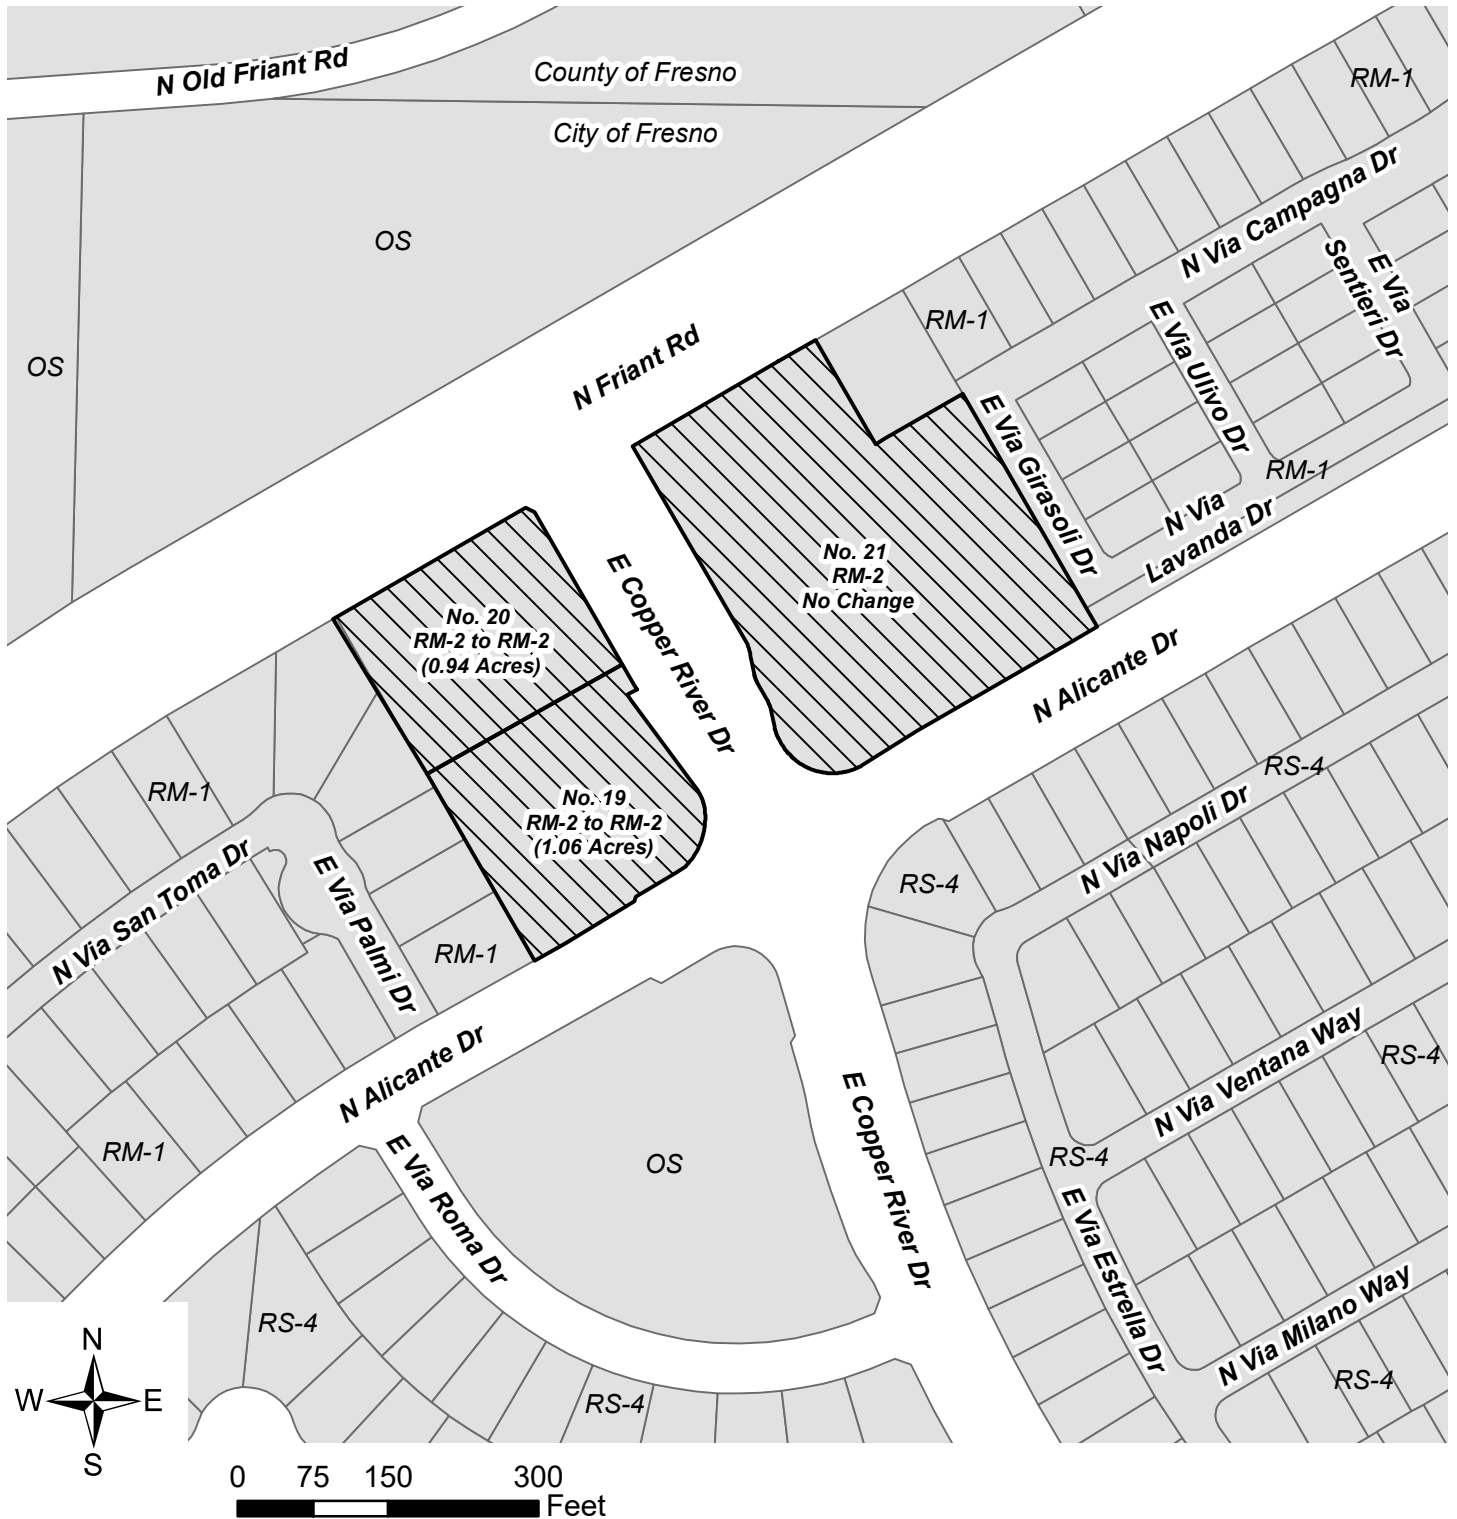 N Old Friant Rd
County of Fresno
City of Fresno
RM-1
N Via Campagna Dr
OS
E Via
Sentieri Dr
OS
RM-1
E Via Ulivo Dr
N Friant Rd
E Via Girasoli Dr
RM-1
N Via
Lavanda Dr
No. 21
RM-2
No Change
No. 20
RM-2 to RM-2
(0.94 Acres)
E Copper River Dr
N Alicante Dr
RM-1
RS-4
No. 19
RM-2 to RM-2
(1.06 Acres)
N Via Napoli Dr
N Via San Toma Dr
E Via Palmi Dr
RS-4
RM-1
N Alicante Dr
N Via Ventana Way
RS-4
E Copper River Dr
RM-1
OS
RS-4
E Via Roma Dr
E Via Estrella Dr
RS-4
N Via Milano Way
RS-4
RS-4
N
W
E
S
0 75 150 300
Feet